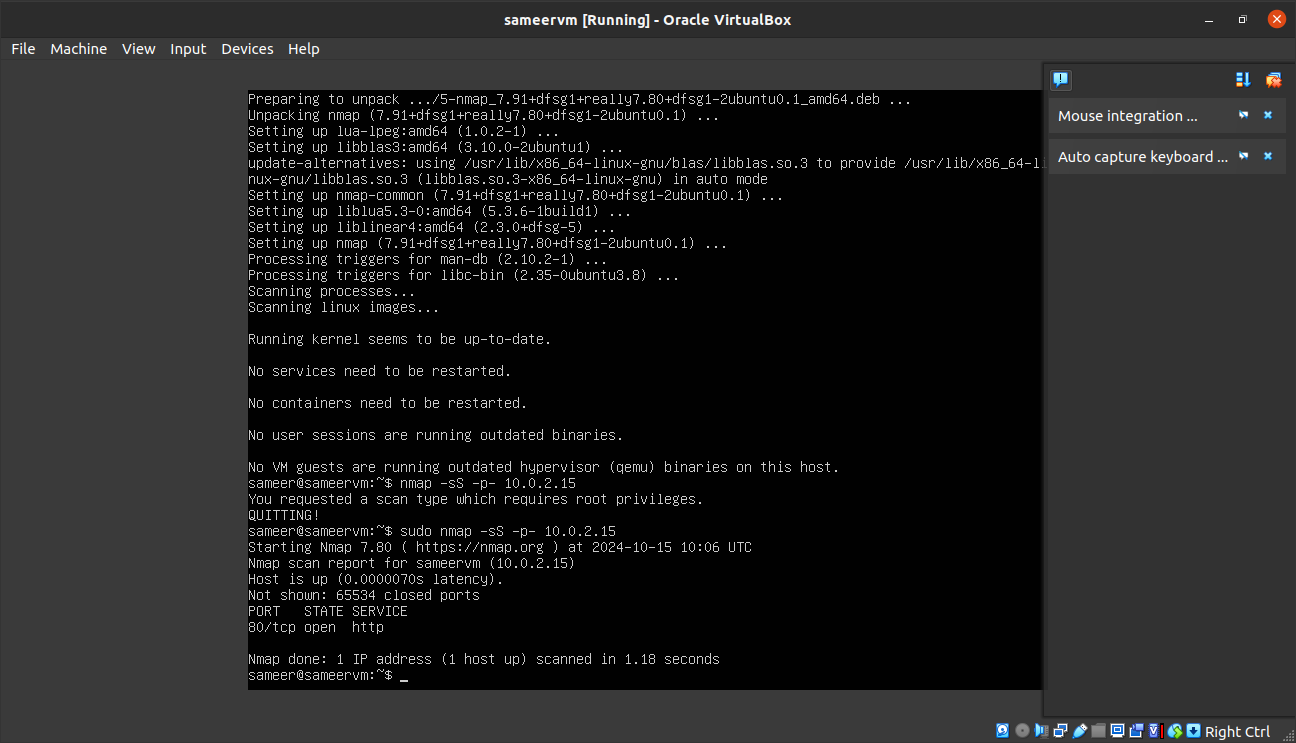 sameervm [Running] - Oracle VirtualBox
File Machine View Input Devices Help
Preparing to unpack .../5-nmap_7.91+dfsg1+really7.80+dfsg1-2ubuntu0.1_amd64.deb ...
Unpacking nmap (7.91+dfsg1+really7.80+dfsg1-2ubuntu0.1) ...
Setting up lua-lpeg:amd64 (1.0.2-1) ...
Setting up libblas3:amd64 (3.10.0-2ubuntu1) ...
update-alternatives: using /usr/lib/x86_64-linux-gnu/blas/libblas.so.3 to provide /usr/lib/x86_64-li
nux-gnu/libblas.so.3 (libblas.so.3-x86_64-linux-gnu) in auto mode
Setting up nmap-common (7.91+dfsg1+really7.80+dfsg1-2ubuntu0.1) ...
Setting up liblua5.3-0:amd64 (5.3.6-1build1) ...
Setting up liblinear4:amd64 (2.3.0+dfsg-5) ...
Setting up nmap (7.91+dfsg1+really7.80+dfsg1-2ubuntu0.1) ...
Processing triggers for man-db (2.10.2-1) ...
Processing triggers for libc-bin (2.35-0ubuntu3.8) ...
Scanning processes...
Scanning linux images...
Running kernel seems to be up-to-date.
No services need to be restarted.
No containers need to be restarted.
No user sessions are running outdated binaries.
No VM guests are running outdated hypervisor (qemu) binaries on this host.
sameer@sameervm:~$ nmap -sS -p- 10.0.2.15
You requested a scan type which requires root privileges.
QUITTING!
sameer@sameervm:~$ sudo nmap -sS -p- 10.0.2.15
Starting Nmap 7.80 ( https://nmap.org ) at 2024-10-15 10:06 UTC
Nmap scan report for sameervm (10.0.2.15)
Host is up (0.0000070s latency).
Not shown: 65534 closed ports
PORT   STATE SERVICE
80/tcp open  http
Nmap done: 1 IP address (1 host up) scanned in 1.18 seconds
sameer@sameervm:~$ _
Mouse integration ...
Auto capture keyboard ...
Right Ctrl